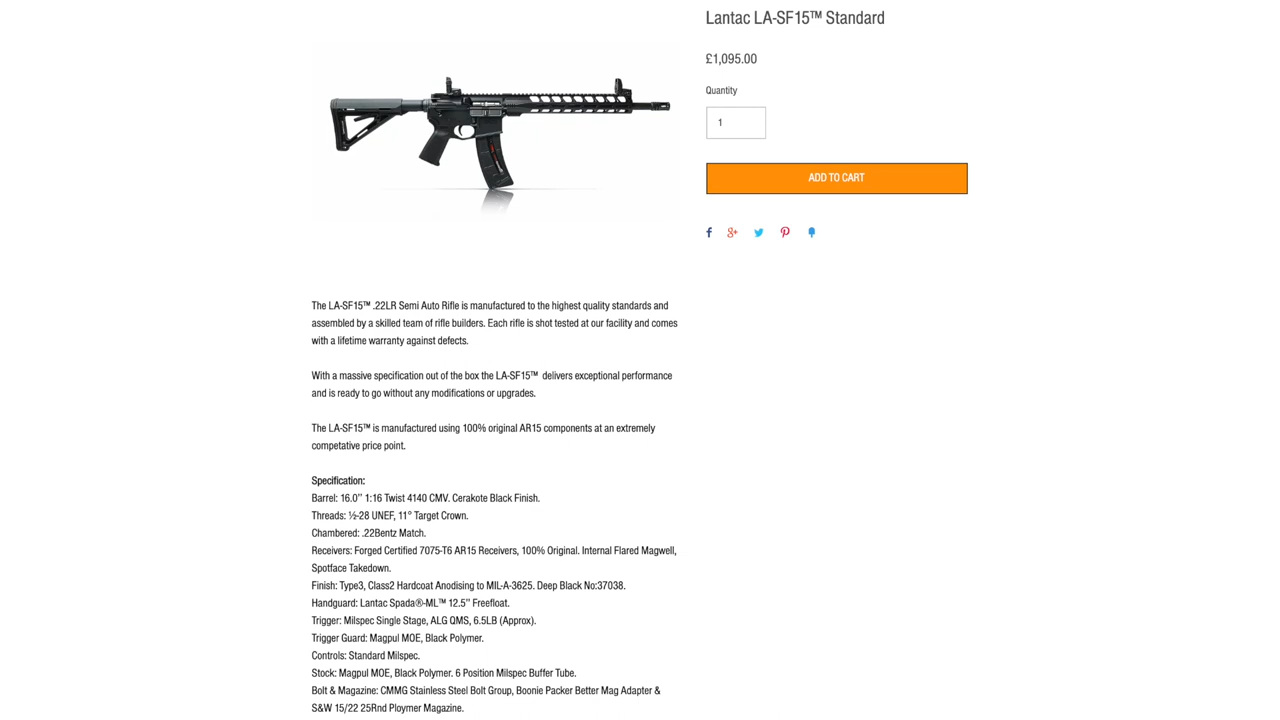 Lantac LA-SF15™ Standard
£1,095.00
Quantity
1
ADD TO CART
The LA-SF15™ .22LR Semi Auto Rifle is manufactured to the highest quality standards and
assembled by a skilled team of rifle builders. Each rifle is shot tested at our facility and comes
with a lifetime warranty against defects.
With a massive specification out of the box the LA-SF15™ delivers exceptional performance
and is ready to go without any modifications or upgrades.
The LA-SF15™ is manufactured using 100% original AR15 components at an extremely
competative price point.
Specification:
Barrel: 16.0” 1:16 Twist 4140 CMV. Cerakote Black Finish.
Threads: ½-28 UNEF, 11° Target Crown.
Chambered: .22Bentz Match.
Receivers: Forged Certified 7075-T6 AR15 Receivers, 100% Original. Internal Flared Magwell,
Spotface Takedown.
Finish: Type3, Class2 Hardcoat Anodising to MIL-A-3625. Deep Black No:37038.
Handguard: Lantac Spada®-ML™ 12.5” Freefloat.
Trigger: Milspec Single Stage, ALG QMS, 6.5LB (Approx).
Trigger Guard: Magpul MOE, Black Polymer.
Controls: Standard Milspec.
Stock: Magpul MOE, Black Polymer. 6 Position Milspec Buffer Tube.
Bolt & Magazine: CMMG Stainless Steel Bolt Group, Boonie Packer Better Mag Adapter &
S&W 15/22 25Rnd Ploymer Magazine.